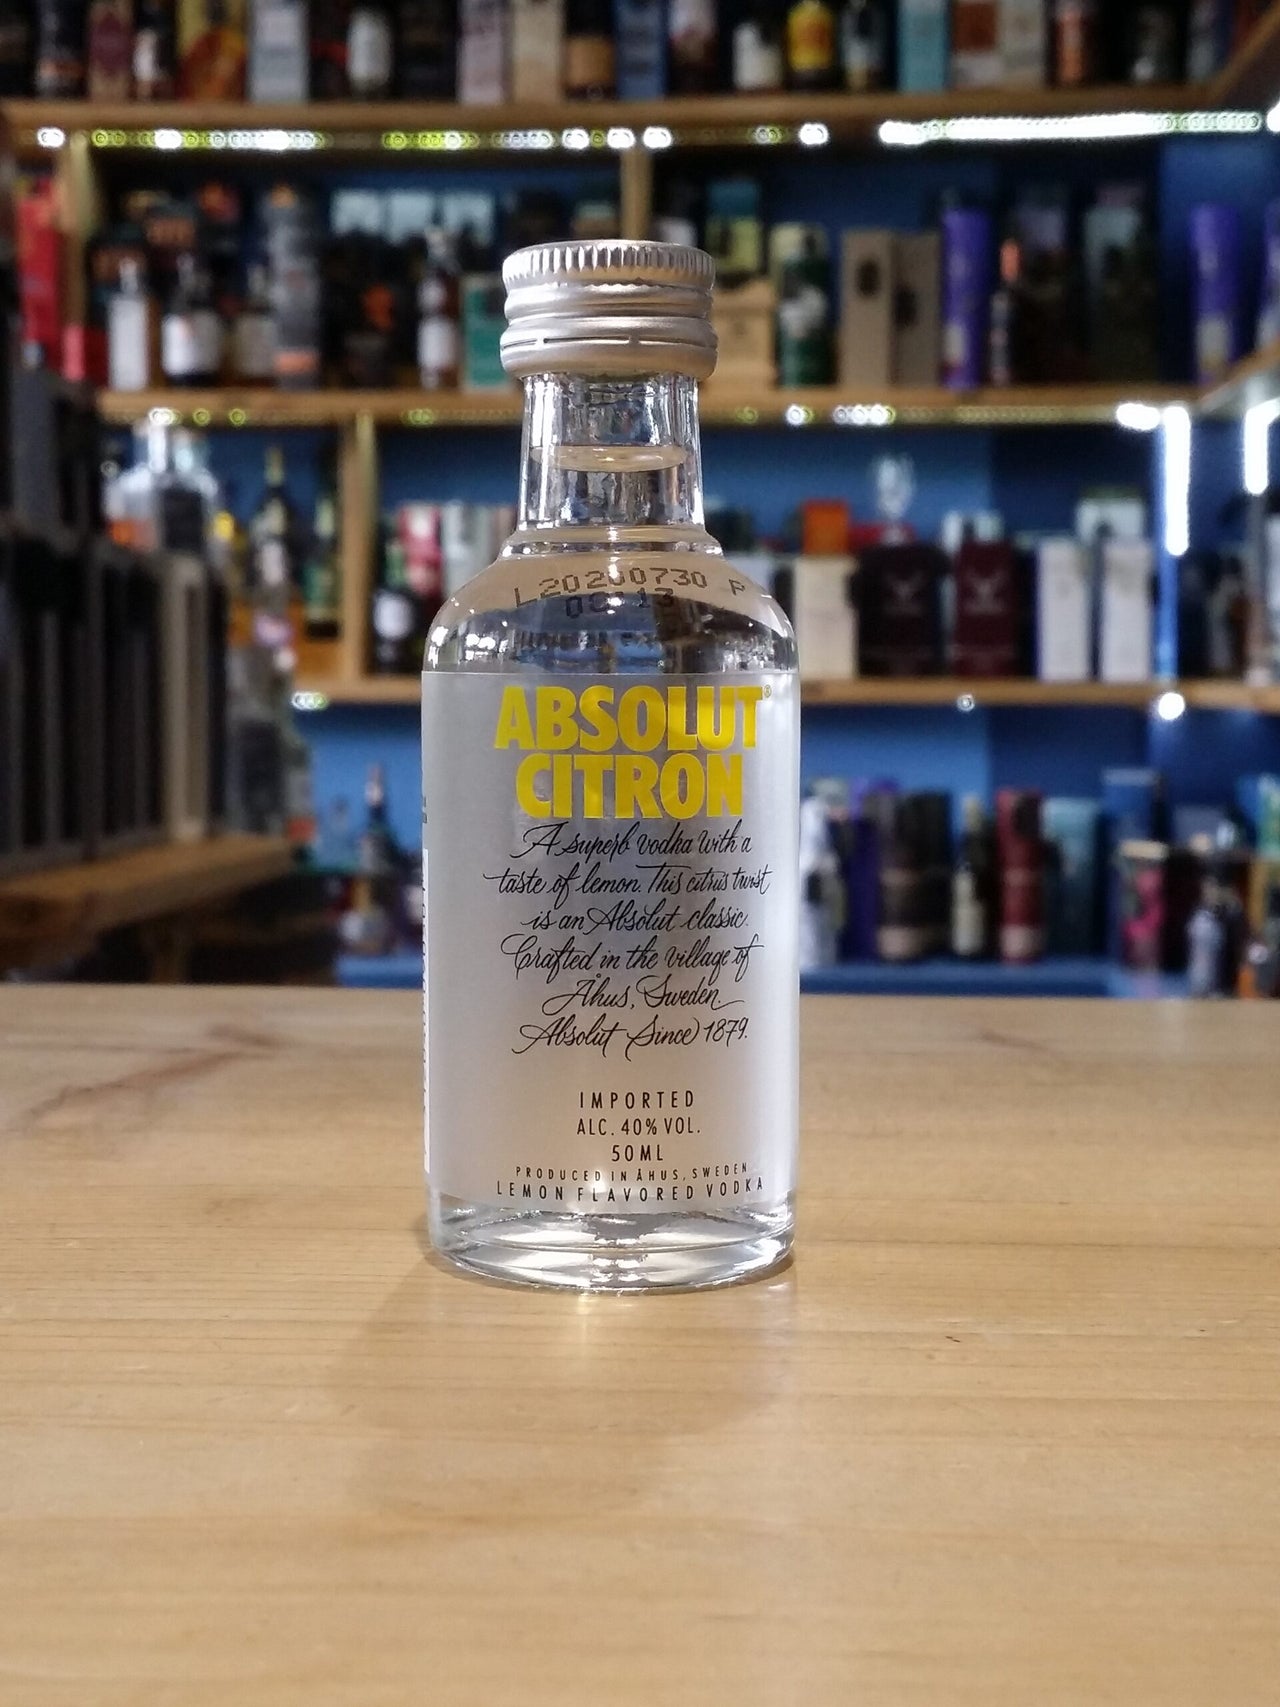 L20200730 P
ABSOLUT®
CITRON
A superb vodka with a
taste of lemon. This citrus twist
is an Absolut classic.
Crafted in the village of
Åhus, Sweden.
Absolut Since 1879.
IMPORTED
ALC. 40% VOL.
50ML
PRODUCED IN ÅHUS, SWEDEN
LEMON FLAVORED VODKA